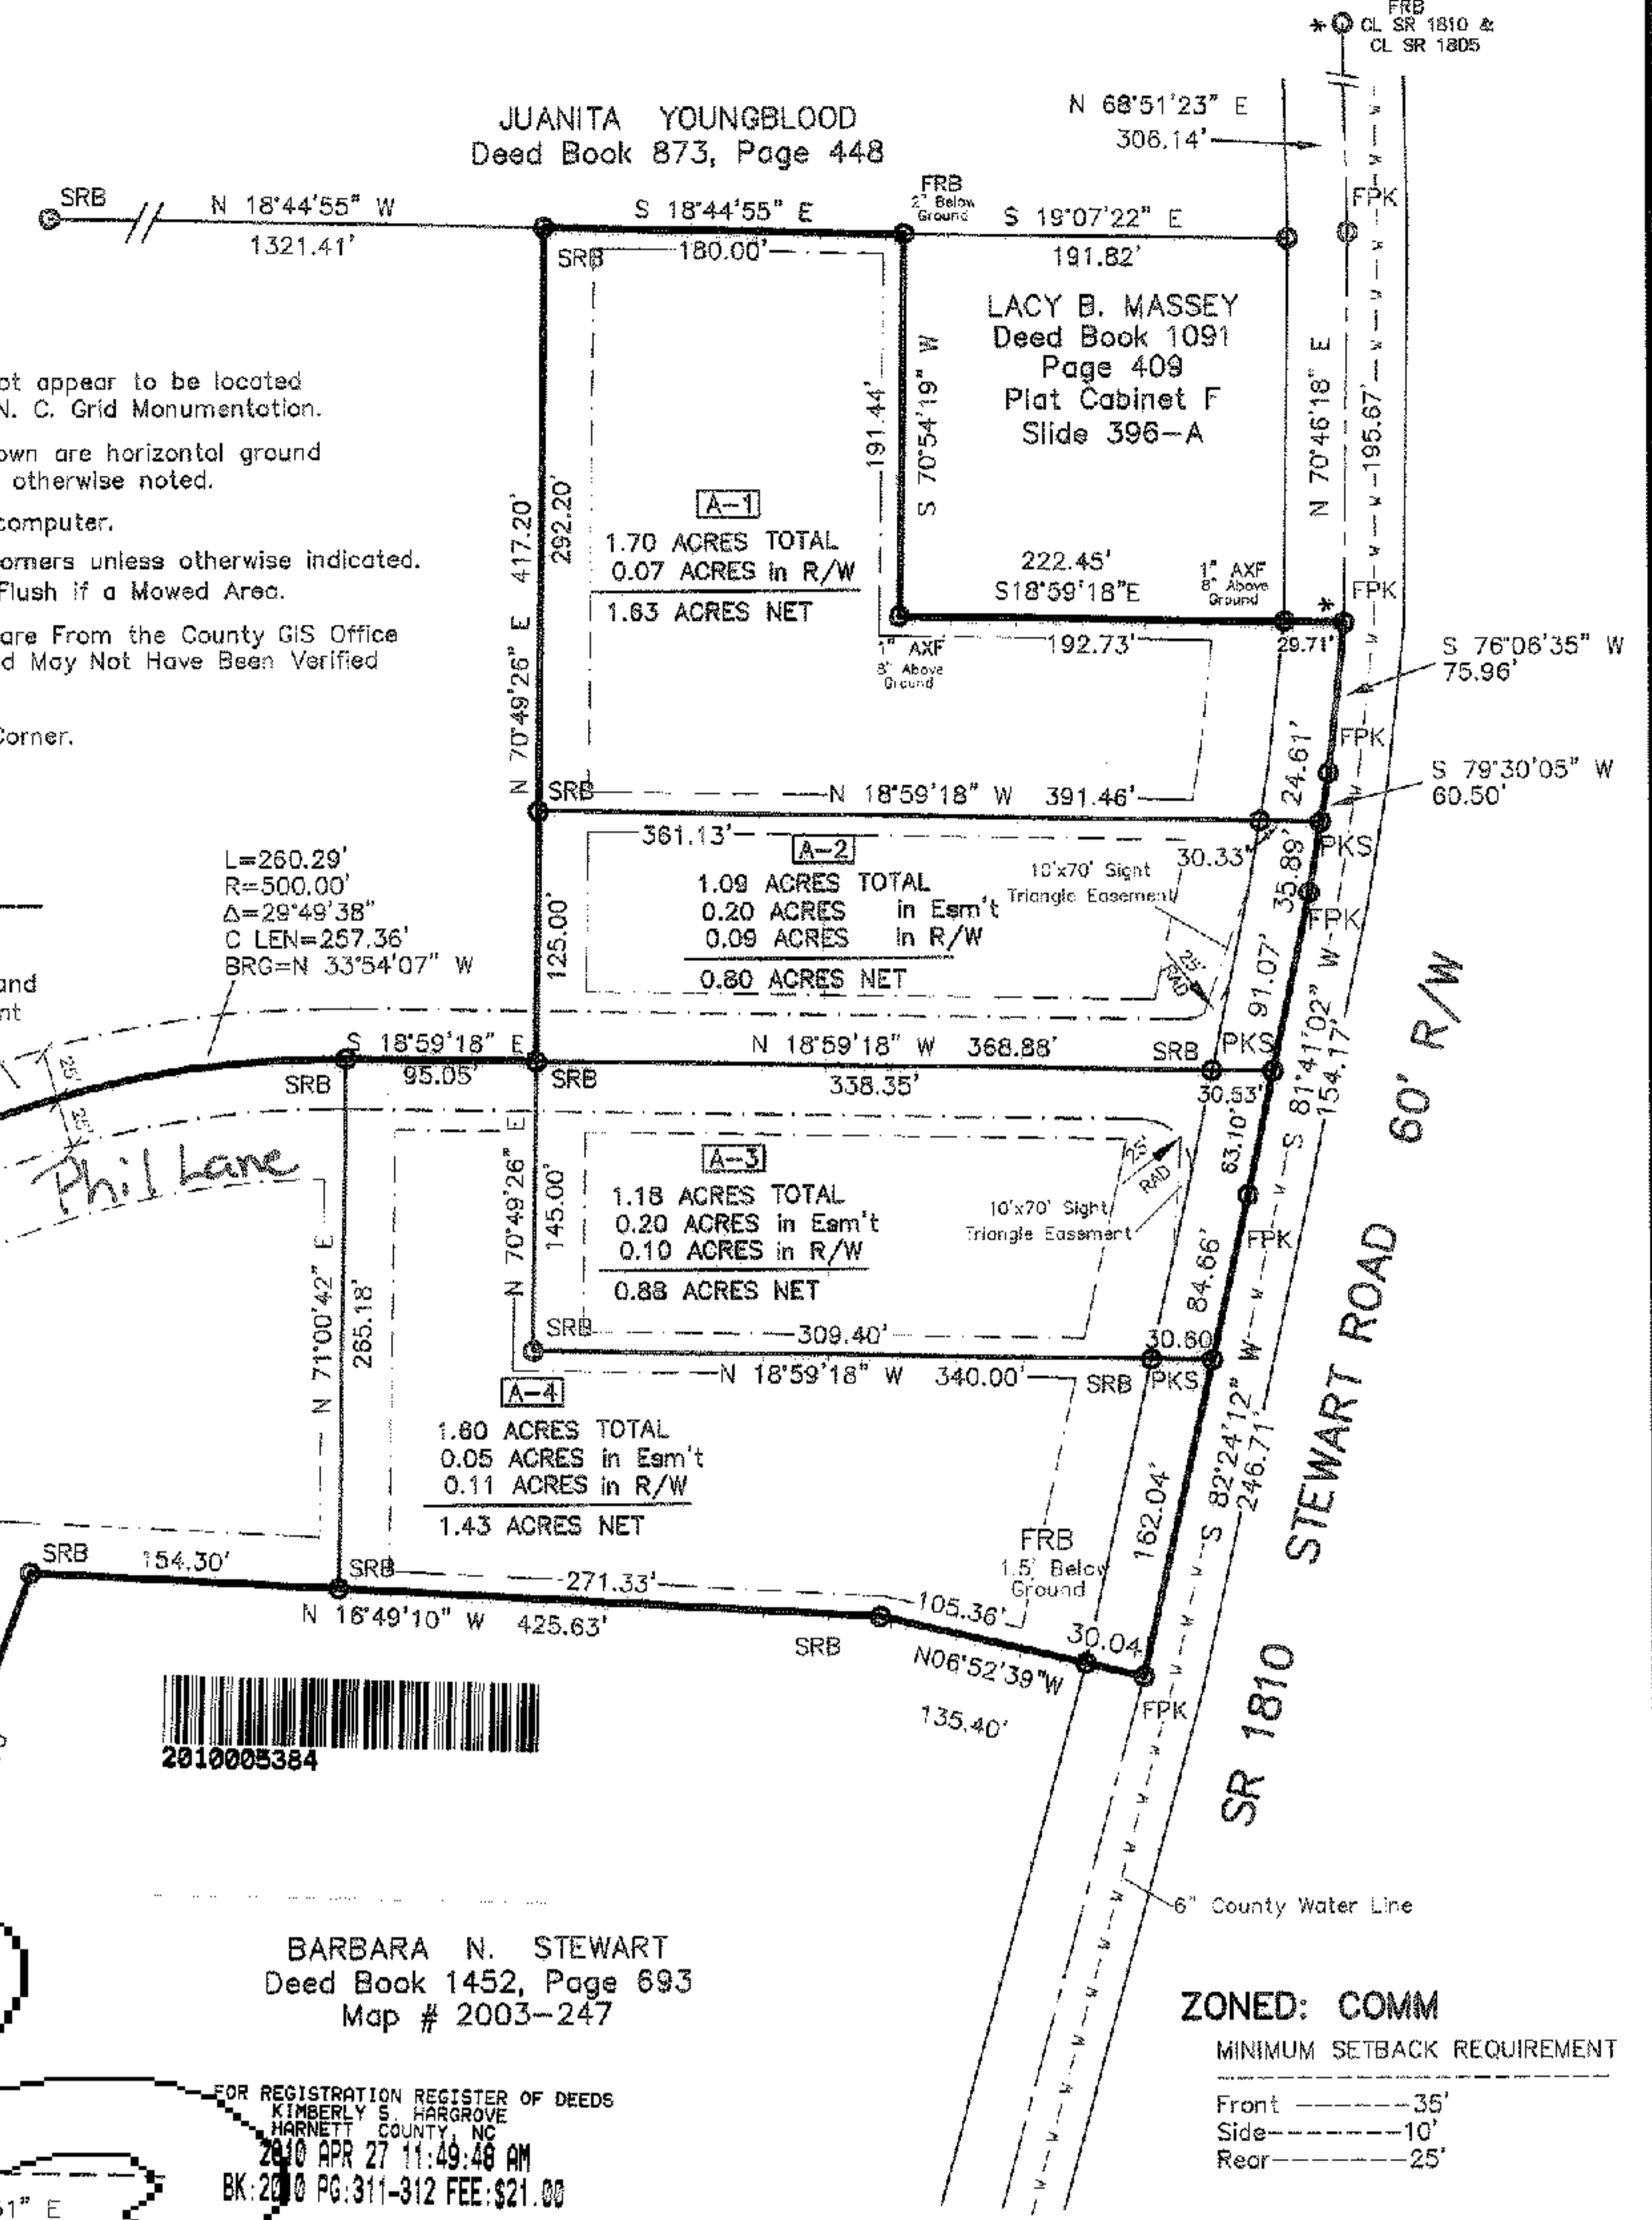 FRB
* CL SR 1810 &
CL SR 1805
N 68°51'23" E
306.14'
JUANITA YOUNGBLOOD
Deed Book 873, Page 448
SRB
N 18°44'55" W
1321.41'
S 18°44'55" E
180.00'
SRB
FRB
2" Below
Ground
S 19°07'22" E
191.82'
FPK
LACY B. MASSEY
Deed Book 1091
Page 409
Plat Cabinet F
Slide 396-A
S 70°54'19" W
191.44'
N 70°46'18" E
195.67'
ot appear to be located
N. C. Grid Monumentation.
own are horizontal ground
otherwise noted.
computer.
orners unless otherwise indicated.
Flush if a Mowed Area.
are From the County GIS Office
d May Not Have Been Verified
Corner.
N 70°49'26" E 417.20'
292.20'
A-1
1.70 ACRES TOTAL
0.07 ACRES in R/W
1.63 ACRES NET
222.45'
S18°59'18"E
1" AXF
8" Above
Ground
FPK
*
192.73'
29.71'
1" AXF
8" Above
Ground
S 76°06'35" W
75.96'
FPK
24.61'
S 79°30'05" W
60.50'
SRB
N 18°59'18" W 391.46'
361.13'
30.33'
PKS
35.89'
FPK
A-2
1.09 ACRES TOTAL
0.20 ACRES in Esm't
0.09 ACRES in R/W
0.80 ACRES NET
10'x70' Sight
Triangle Easement
25'
RAD
91.07'
125.00'
L=260.29'
R=500.00'
Δ=29°49'38"
C LEN=257.36'
BRG=N 33°54'07" W
and
nt
25'
25'
S 18°59'18" E
95.05'
SRB
SRB
N 18°59'18" W 368.88'
338.35'
SRB
PKS
30.53'
S 81°41'02" W
154.17'
63.10'
FPK
Phil Lane
N 70°49'26" E
145.00'
A-3
1.18 ACRES TOTAL
0.20 ACRES in Esm't
0.10 ACRES in R/W
0.88 ACRES NET
25'
RAD
10'x70' Sight
Triangle Easement
84.66'
N 71°00'42" E
265.18'
SRB
309.40'
30.60
N 18°59'18" W 340.00'
SRB
PKS
A-4
1.60 ACRES TOTAL
0.05 ACRES in Esm't
0.11 ACRES in R/W
1.43 ACRES NET
S 82°24'12" W
246.71'
162.04'
SR 1810 STEWART ROAD 60' R/W
FRB
1.5' Below
Ground
SRB
154.30'
SRB
271.33'
N 16°49'10" W 425.63'
SRB
105.36'
30.04
N06°52'39"W
135.40'
FPK
2010005384
6" County Water Line
BARBARA N. STEWART
Deed Book 1452, Page 693
Map # 2003-247
ZONED: COMM
MINIMUM SETBACK REQUIREMENT
Front ------35'
Side--------10'
Rear--------25'
FOR REGISTRATION REGISTER OF DEEDS
KIMBERLY S. HARGROVE
HARNETT COUNTY, NC
2010 APR 27 11:49:48 AM
BK:2010 PG:311-312 FEE:$21.00
1" E